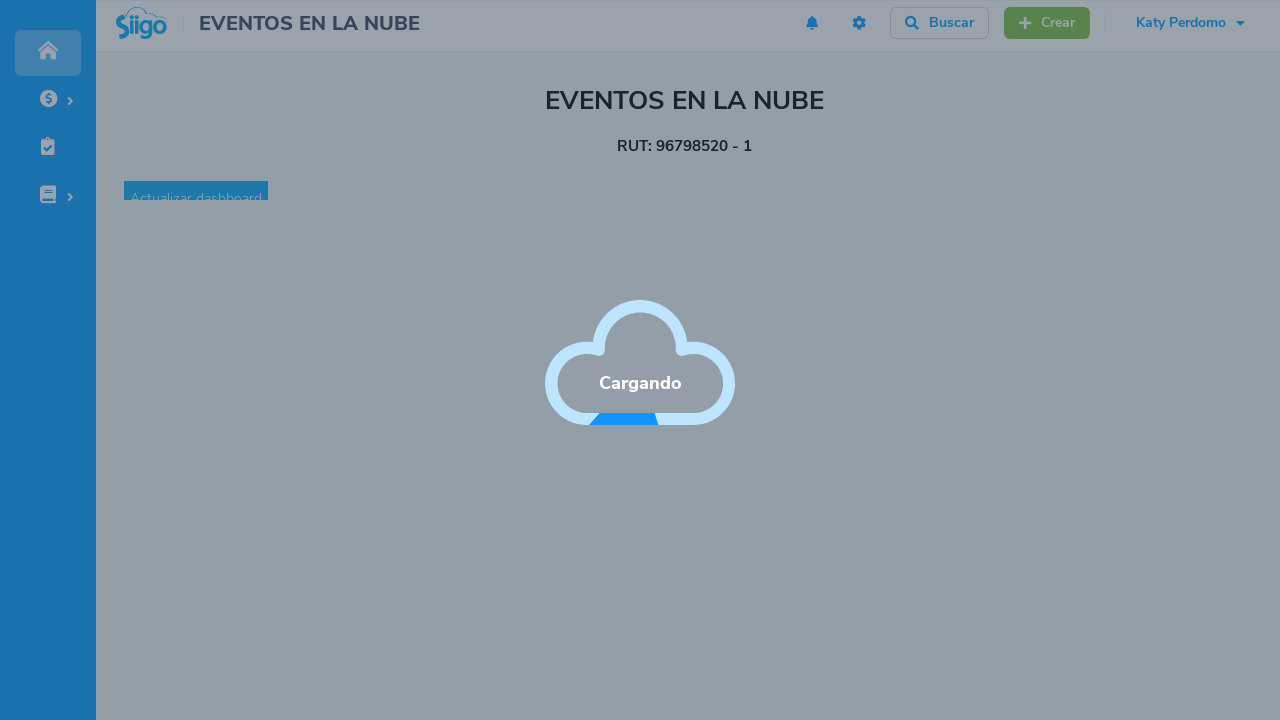 Siigo
EVENTOS EN LA NUBE
Buscar
Crear
Katy Perdomo
EVENTOS EN LA NUBE
RUT: 96798520 - 1
Actualizar dashboard
Cargando